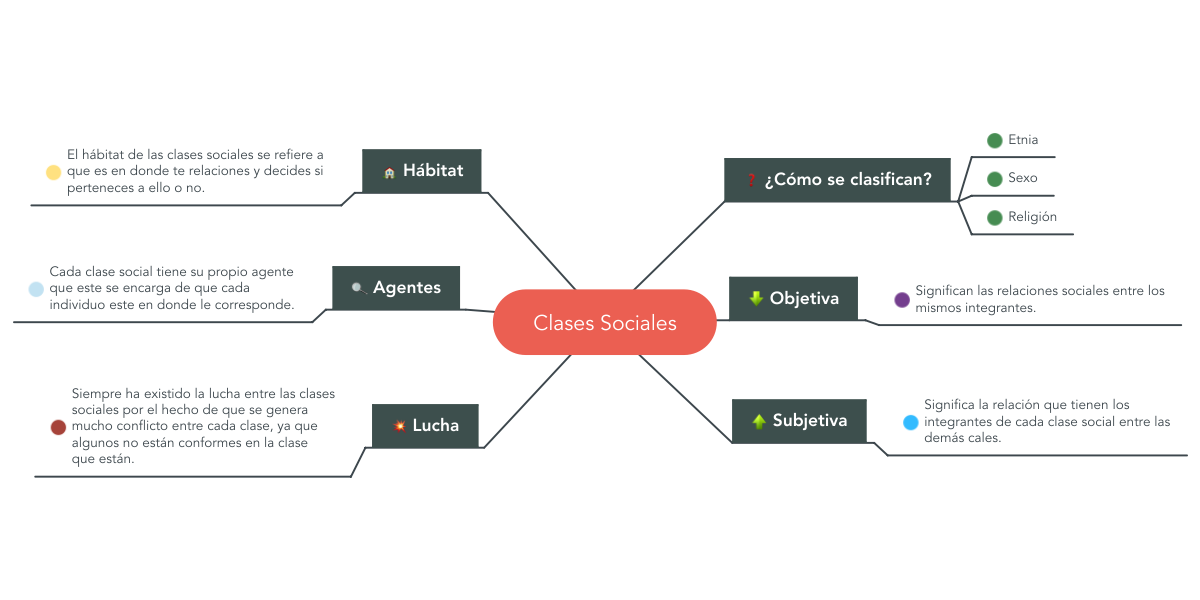 Clases Sociales
Hábitat
El hábitat de las clases sociales se refiere a
que es en donde te relaciones y decides si
perteneces a ello o no.
Agentes
Cada clase social tiene su propio agente
que este se encarga de que cada
individuo este en donde le corresponde.
Lucha
Siempre ha existido la lucha entre las clases
sociales por el hecho de que se genera
mucho conflicto entre cada clase, ya que
algunos no están conformes en la clase
que están.
¿Cómo se clasifican?
Etnia
Sexo
Religión
Objetiva
Significan las relaciones sociales entre los
mismos integrantes.
Subjetiva
Significa la relación que tienen los
integrantes de cada clase social entre las
demás cales.